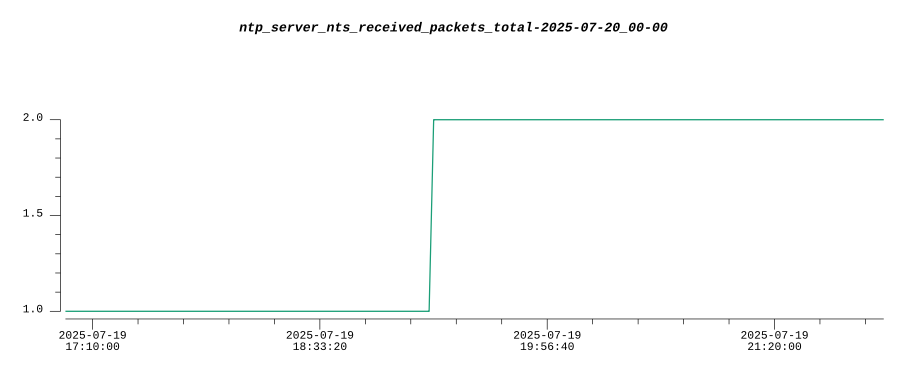 ntp_server_nts_received_packets_total-2025-07-20_00-00
2.0
1.5
1.0
2025-07-19 2025-07-19 2025-07-19 2025-07-19
17:10:00 18:33:20 19:56:40 21:20:00